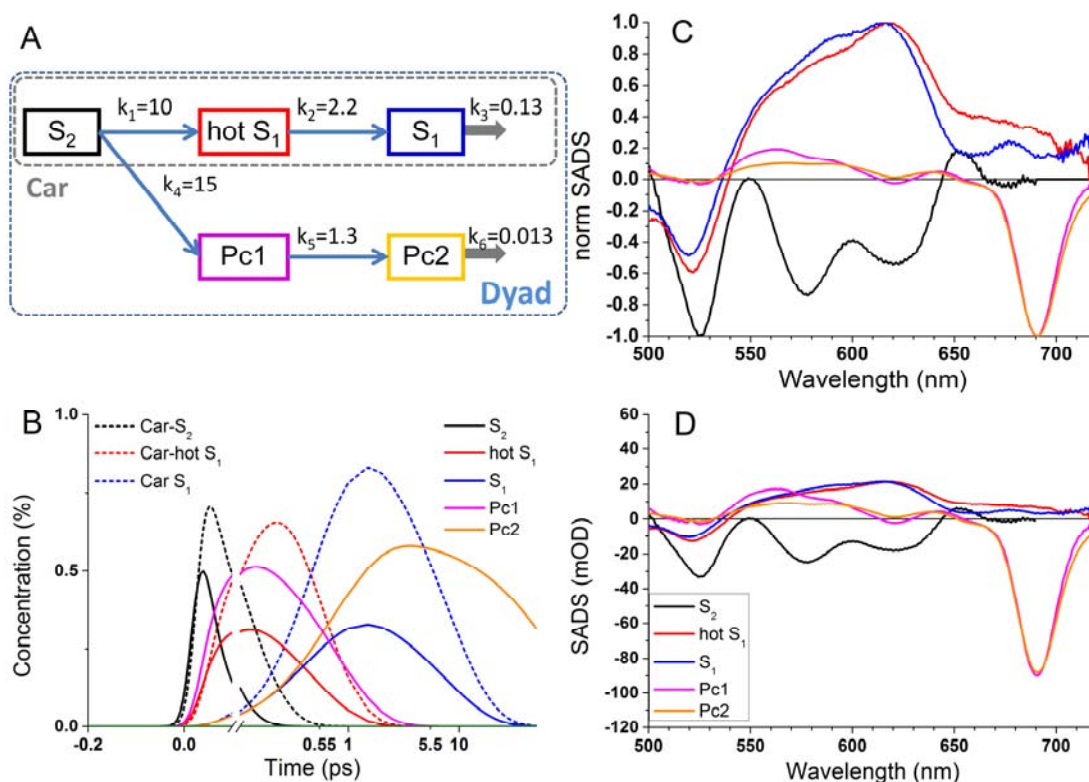 A
k₁=10
k₂=2.2
k₃=0.13
S₂
hot S₁
S₁
Car
k₄=15
k₅=1.3
k₆=0.013
Pc1
Pc2
Dyad
B
1.0
0.5
0.0
Concentration (%)
Car-S₂
Car-hot S₁
Car S₁
S₂
hot S₁
S₁
Pc1
Pc2
-0.2 0.0 0.55 1 5.5 10
Time (ps)
C
1.0
0.8
0.6
0.4
0.2
0.0
-0.2
-0.4
-0.6
-0.8
-1.0
norm SADS
500 550 600 650 700
Wavelength (nm)
D
60
40
20
0
-20
-40
-60
-80
-100
-120
SADS (mOD)
S₂
hot S₁
S₁
Pc1
Pc2
500 550 600 650 700
Wavelength (nm)